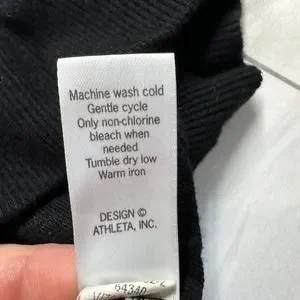 Machine wash cold
Gentle cycle
Only non-chlorine
bleach when
needed
Tumble dry low
Warm iron
DESIGN ©
ATHLETA, INC.